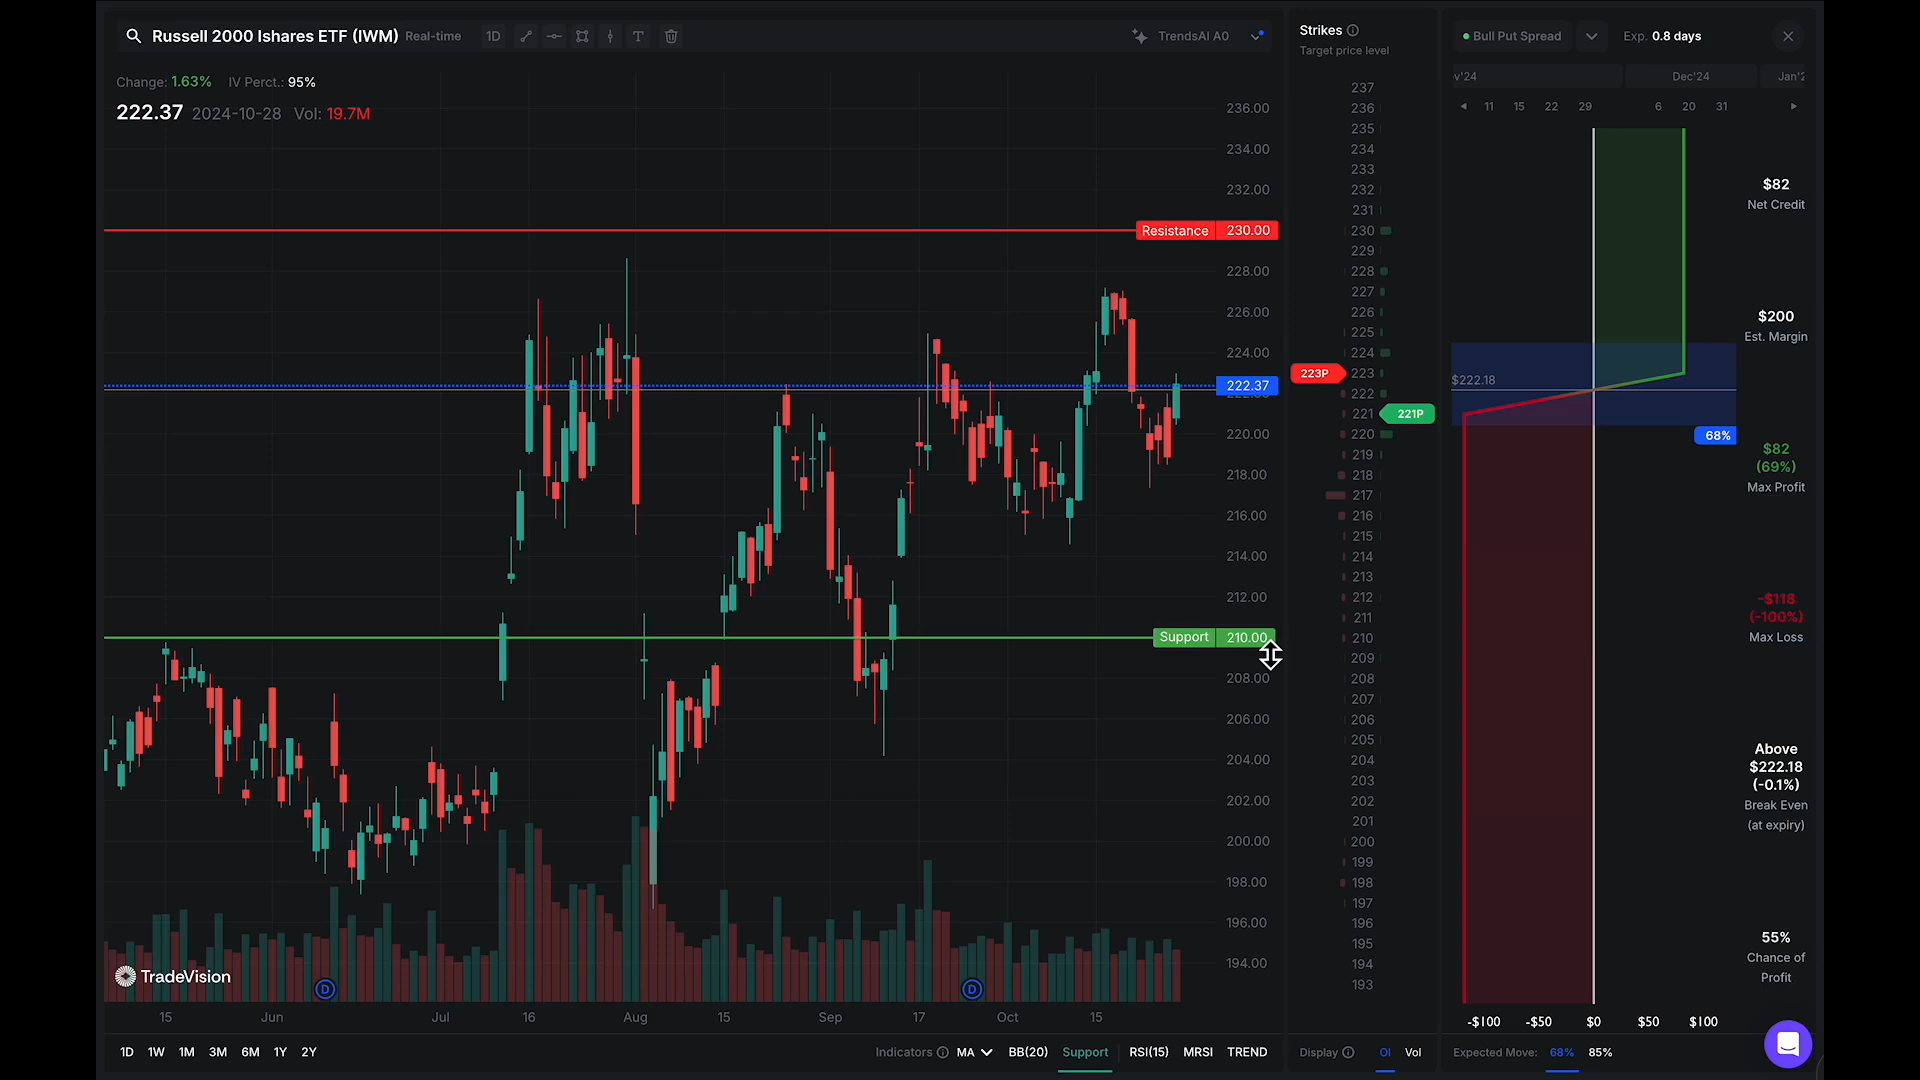 Russell 2000 Ishares ETF (IWM) Real-time 1D T TrendsAI A0
Change: 1.63% IV Perct.: 95%
222.37 2024-10-28 Vol: 19.7M
236.00
234.00
232.00
Resistance 230.00
228.00
226.00
224.00
222.37
220.00
218.00
216.00
214.00
212.00
Support 210.00
208.00
206.00
204.00
202.00
200.00
198.00
196.00
194.00
TradeVision
D D
15 Jun Jul 16 Aug 15 Sep 17 Oct 15
1D 1W 1M 3M 6M 1Y 2Y
Indicators MA BB(20) Support RSI(15) MRSI TREND
Strikes
Target price level
237
236
235
234
233
232
231
230
229
228
227
226
225
224
223P 223
222
221 221P
220
219
218
217
216
215
214
213
212
211
210
209
208
207
206
205
204
203
202
201
200
199
198
197
196
195
194
193
Display OI Vol
Bull Put Spread Exp. 0.8 days
v'24 Dec'24 Jan'2
11 15 22 29 6 20 31
$82
Net Credit
$200
Est. Margin
$222.18
68%
$82
(69%)
Max Profit
-$118
(-100%)
Max Loss
Above
$222.18
(-0.1%)
Break Even
(at expiry)
55%
Chance of
Profit
-$100 -$50 $0 $50 $100
Expected Move: 68% 85%